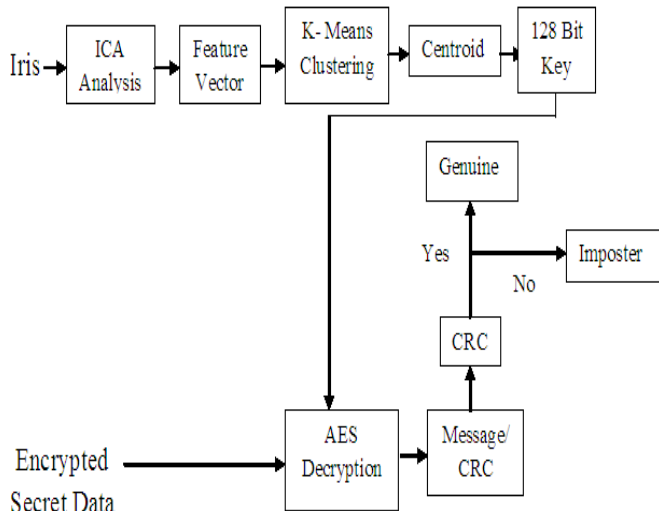 Iris
ICA
Analysis
Feature
Vector
K- Means
Clustering
Centroid
128 Bit
Key
Genuine
Yes
No
Imposter
CRC
AES
Decryption
Message/
CRC
Encrypted
Secret Data